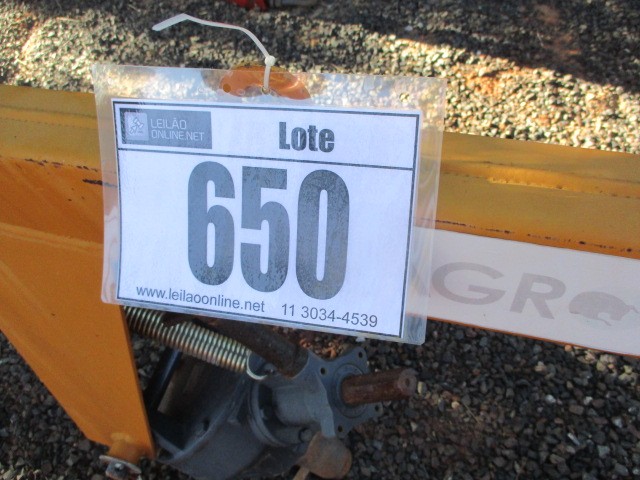 LEILÃO
ONLINE.NET
Lote
650
www.leilaoonline.net 11 3034-4539
AGRO